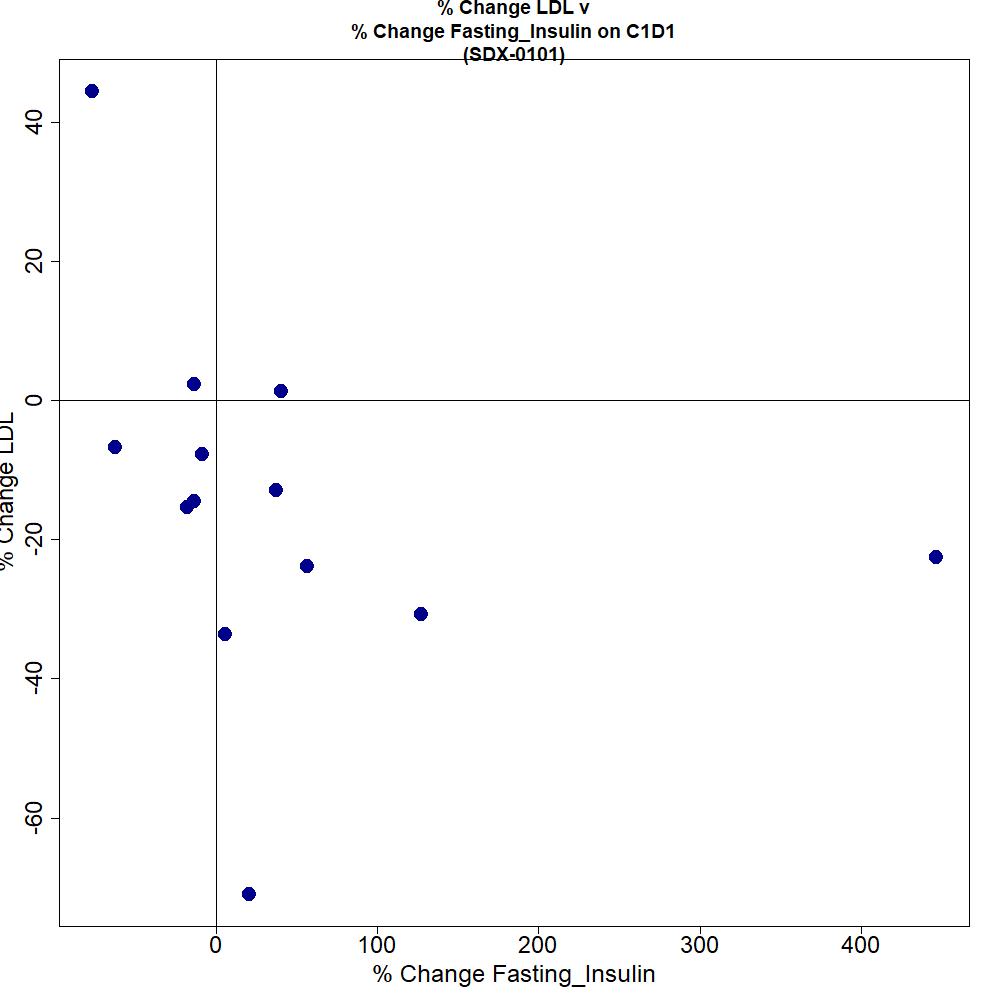 % Change LDL v
% Change Fasting_Insulin on C1D1
(SDX-0101)
40
20
0
-20
-40
-60
% Change LDL
0
100
200
300
400
% Change Fasting_Insulin